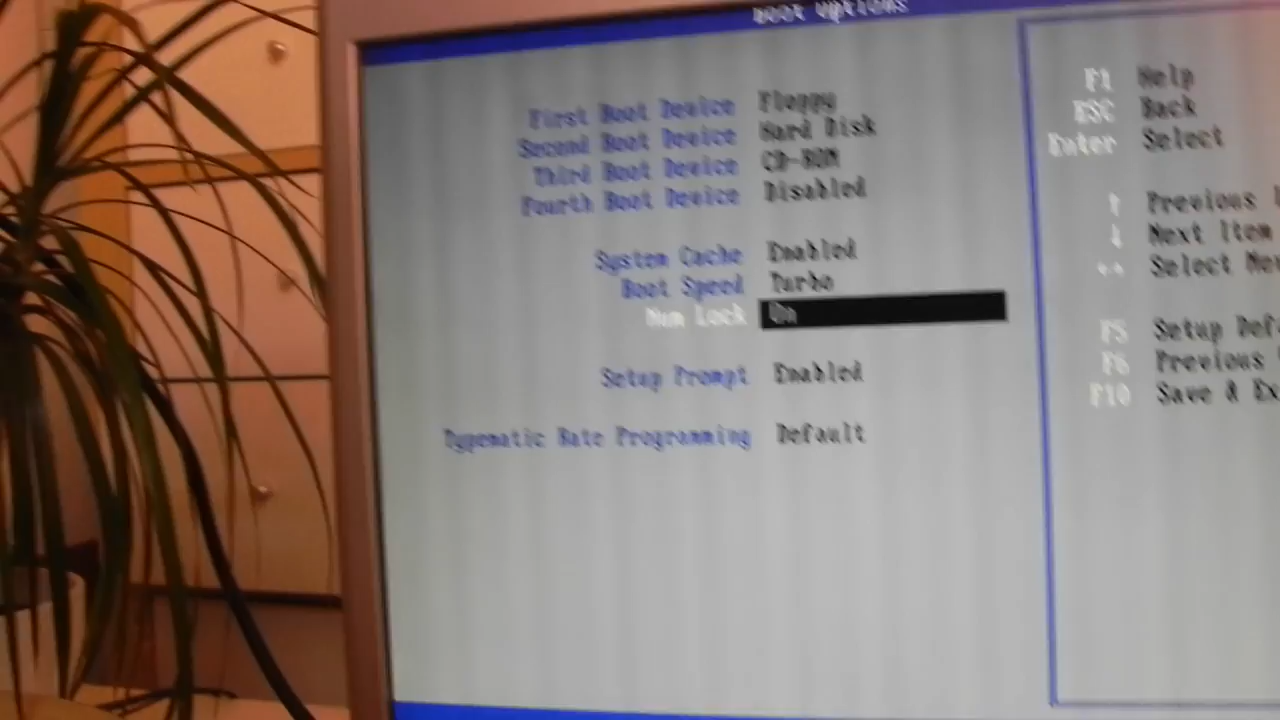 Boot Options
First Boot Device Floppy
Second Boot Device Hard Disk
Third Boot Device CD-ROM
Fourth Boot Device Disabled
System Cache Enabled
Boot Speed Turbo
Num Lock On
Setup Prompt Enabled
Typematic Rate Programming Default
F1 Help
ESC Back
Enter Select
↑ Previous
↓ Next Item
Select
F5 Setup
F6 Previous
F10 Save &